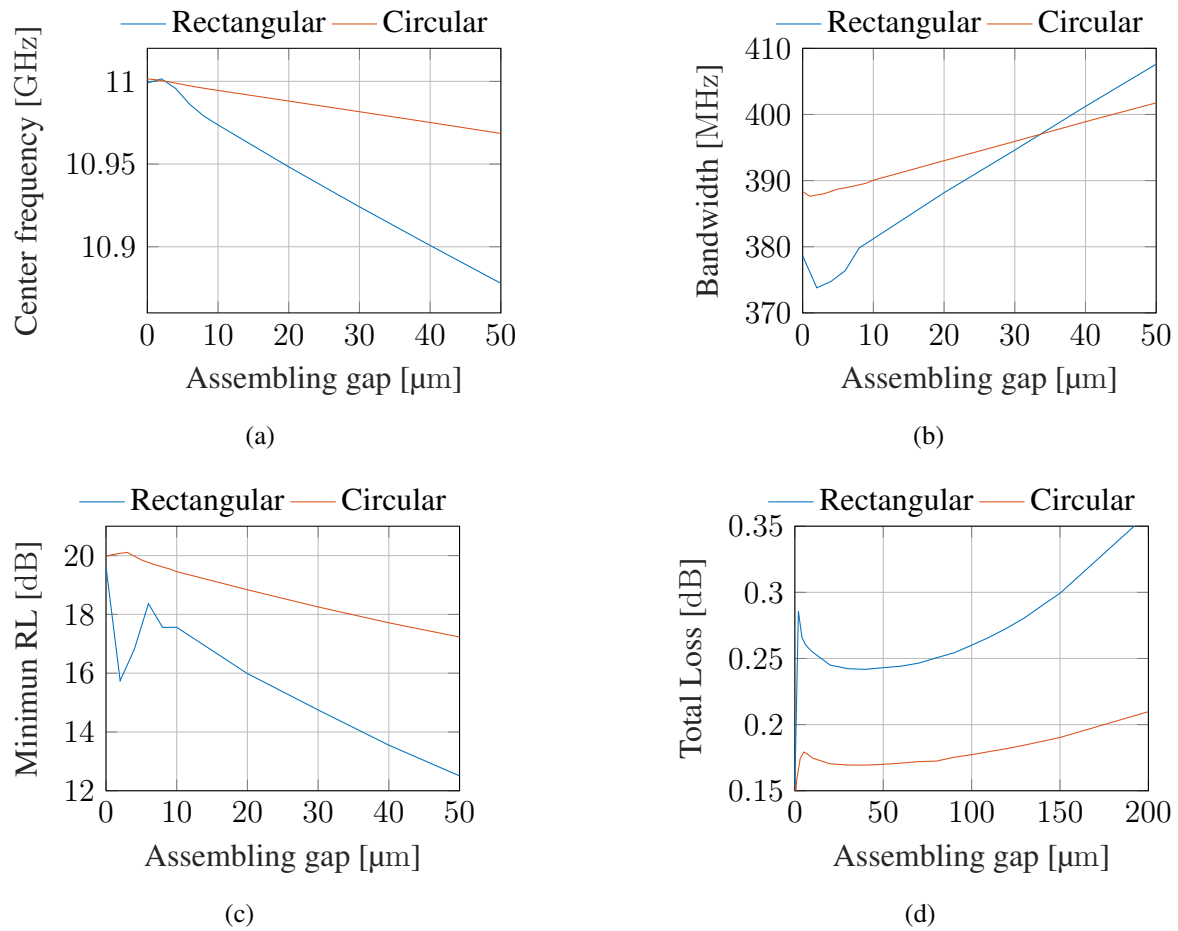 Rectangular Circular
Center frequency [GHz]
11
10.95
10.9
0 10 20 30 40 50
Assembling gap [µm]
(a)
Rectangular Circular
Bandwidth [MHz]
410
400
390
380
370
0 10 20 30 40 50
Assembling gap [µm]
(b)
Rectangular Circular
Minimun RL [dB]
20
18
16
14
12
0 10 20 30 40 50
Assembling gap [µm]
(c)
Rectangular Circular
Total Loss [dB]
0.35
0.3
0.25
0.2
0.15
0 50 100 150 200
Assembling gap [µm]
(d)